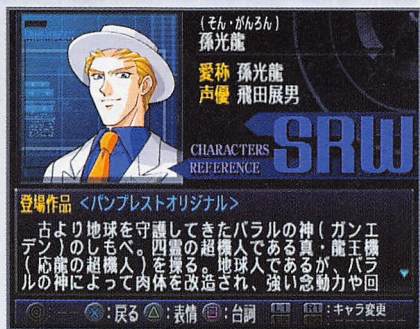 (そん・がんろん)
孫光龍
愛称 孫光龍
声優 飛田展男
CHARACTERS
REFERENCE
SRW
登場作品 <バンプレストオリジナル>
古より地球を守護してきたバラルの神(ガンエ
デン)のしもべ。四霊の超機人である真・龍王機
(応龍の超機人)を操る。地球人であるが、バラ
ルの神によって肉体を改造され、強い念動力や回
×:戻る △:表情 □:台詞 L1 R1:キャラ変更